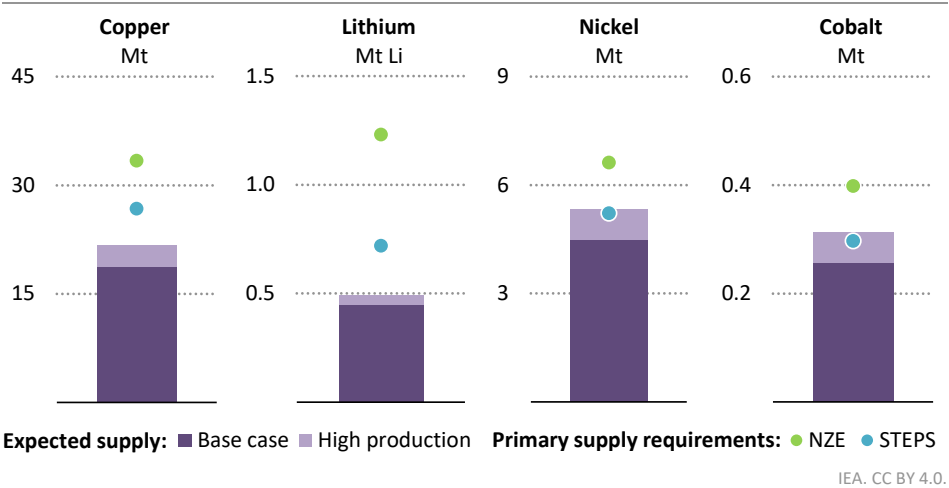 Copper Lithium Nickel Cobalt
Mt Mt Li Mt Mt
45 1.5 9 0.6
30 1.0 6 0.4
15 0.5 3 0.2
Expected supply: Base case High production Primary supply requirements: NZE STEPS
IEA. CC BY 4.0.